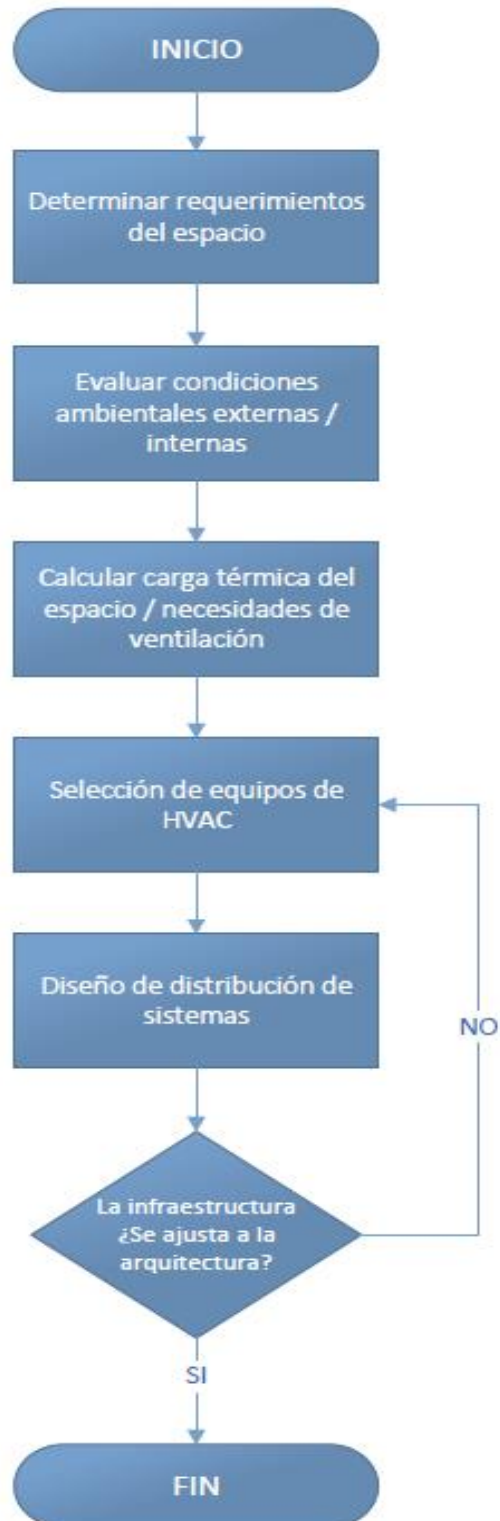 INICIO
Determinar requerimientos
del espacio
Evaluar condiciones
ambientales externas /
internas
Calcular carga térmica del
espacio / necesidades de
ventilación
Selección de equipos de
HVAC
Diseño de distribución de
sistemas
NO
La infraestructura
¿Se ajusta a la
arquitectura?
SI
FIN